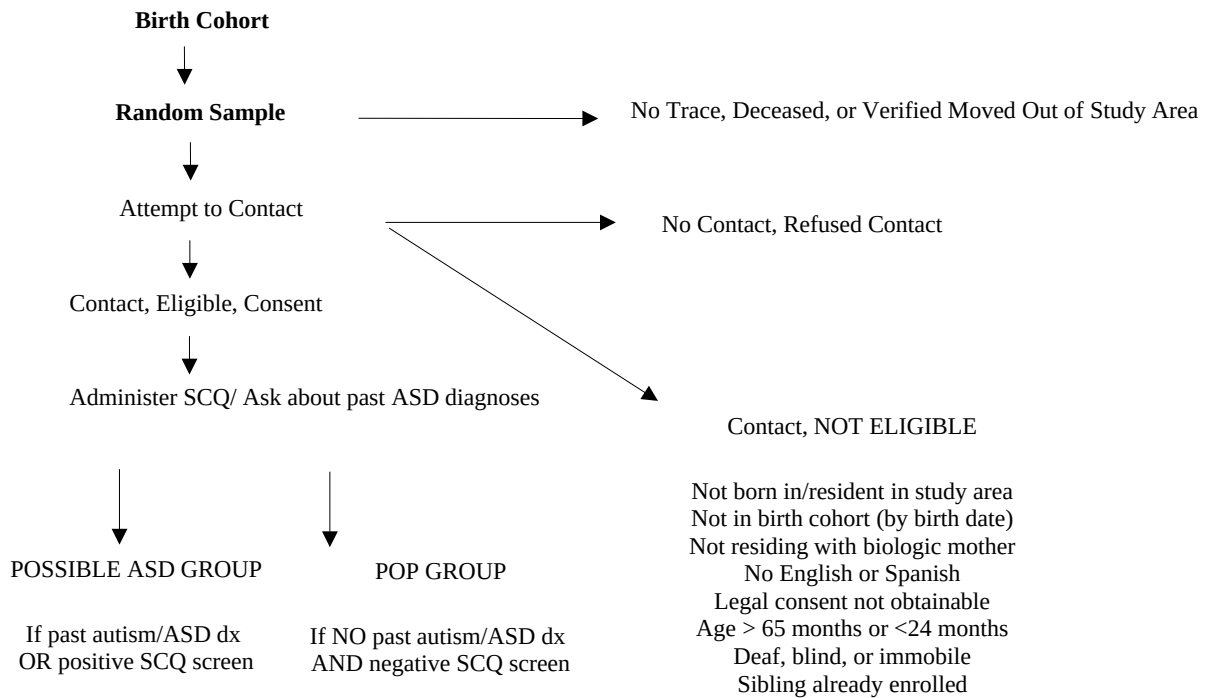 Birth Cohort
Random Sample
No Trace, Deceased, or Verified Moved Out of Study Area
Attempt to Contact
No Contact, Refused Contact
Contact, Eligible, Consent
Administer SCQ/ Ask about past ASD diagnoses
Contact, NOT ELIGIBLE
Not born in/resident in study area
Not in birth cohort (by birth date)
Not residing with biologic mother
No English or Spanish
Legal consent not obtainable
Age > 65 months or <24 months
Deaf, blind, or immobile
Sibling already enrolled
POSSIBLE ASD GROUP
If past autism/ASD dx
OR positive SCQ screen
POP GROUP
If NO past autism/ASD dx
AND negative SCQ screen